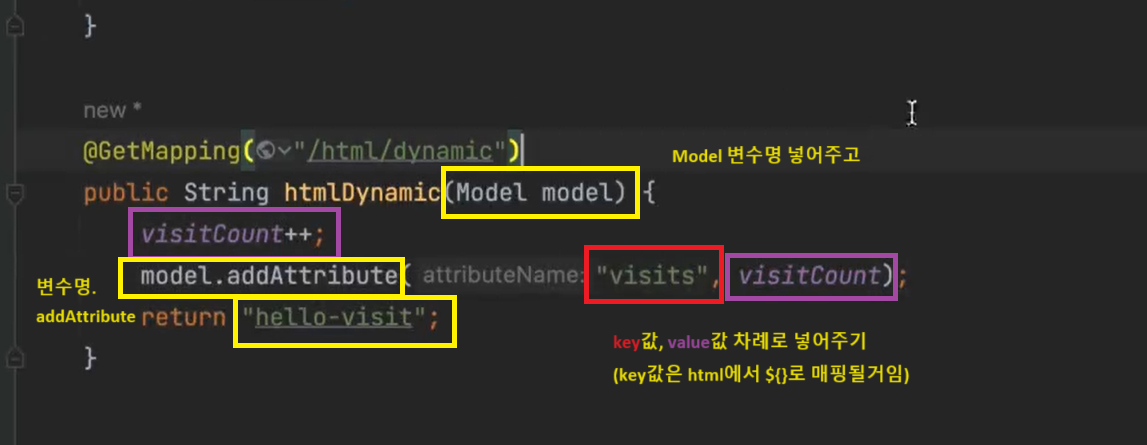 }
new *
@GetMapping("/html/dynamic")
Model 변수명 넣어주고
public String htmlDynamic(Model model) {
visitCount++;
변수명.
addAttribute
model.addAttribute( attributeName: "visits", visitCount);
return "hello-visit";
key값, value값 차례로 넣어주기
}
(key값은 html에서 ${}로 매핑될거임)